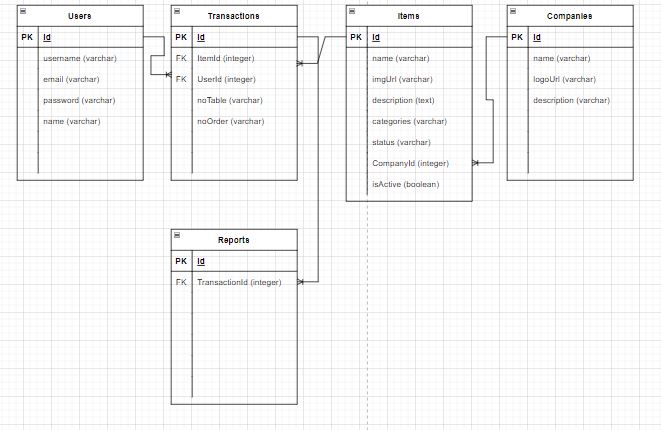 Users
PK Id
username (varchar)
email (varchar)
password (varchar)
name (varchar)
Transactions
PK Id
FK ItemId (integer)
FK UserId (integer)
noTable (varchar)
noOrder (varchar)
Items
PK Id
name (varchar)
imgUrl (varchar)
description (text)
categories (varchar)
status (varchar)
CompanyId (integer)
isActive (boolean)
Companies
PK Id
name (varchar)
logoUrl (varchar)
description (varchar)
Reports
PK Id
FK TransactionId (integer)